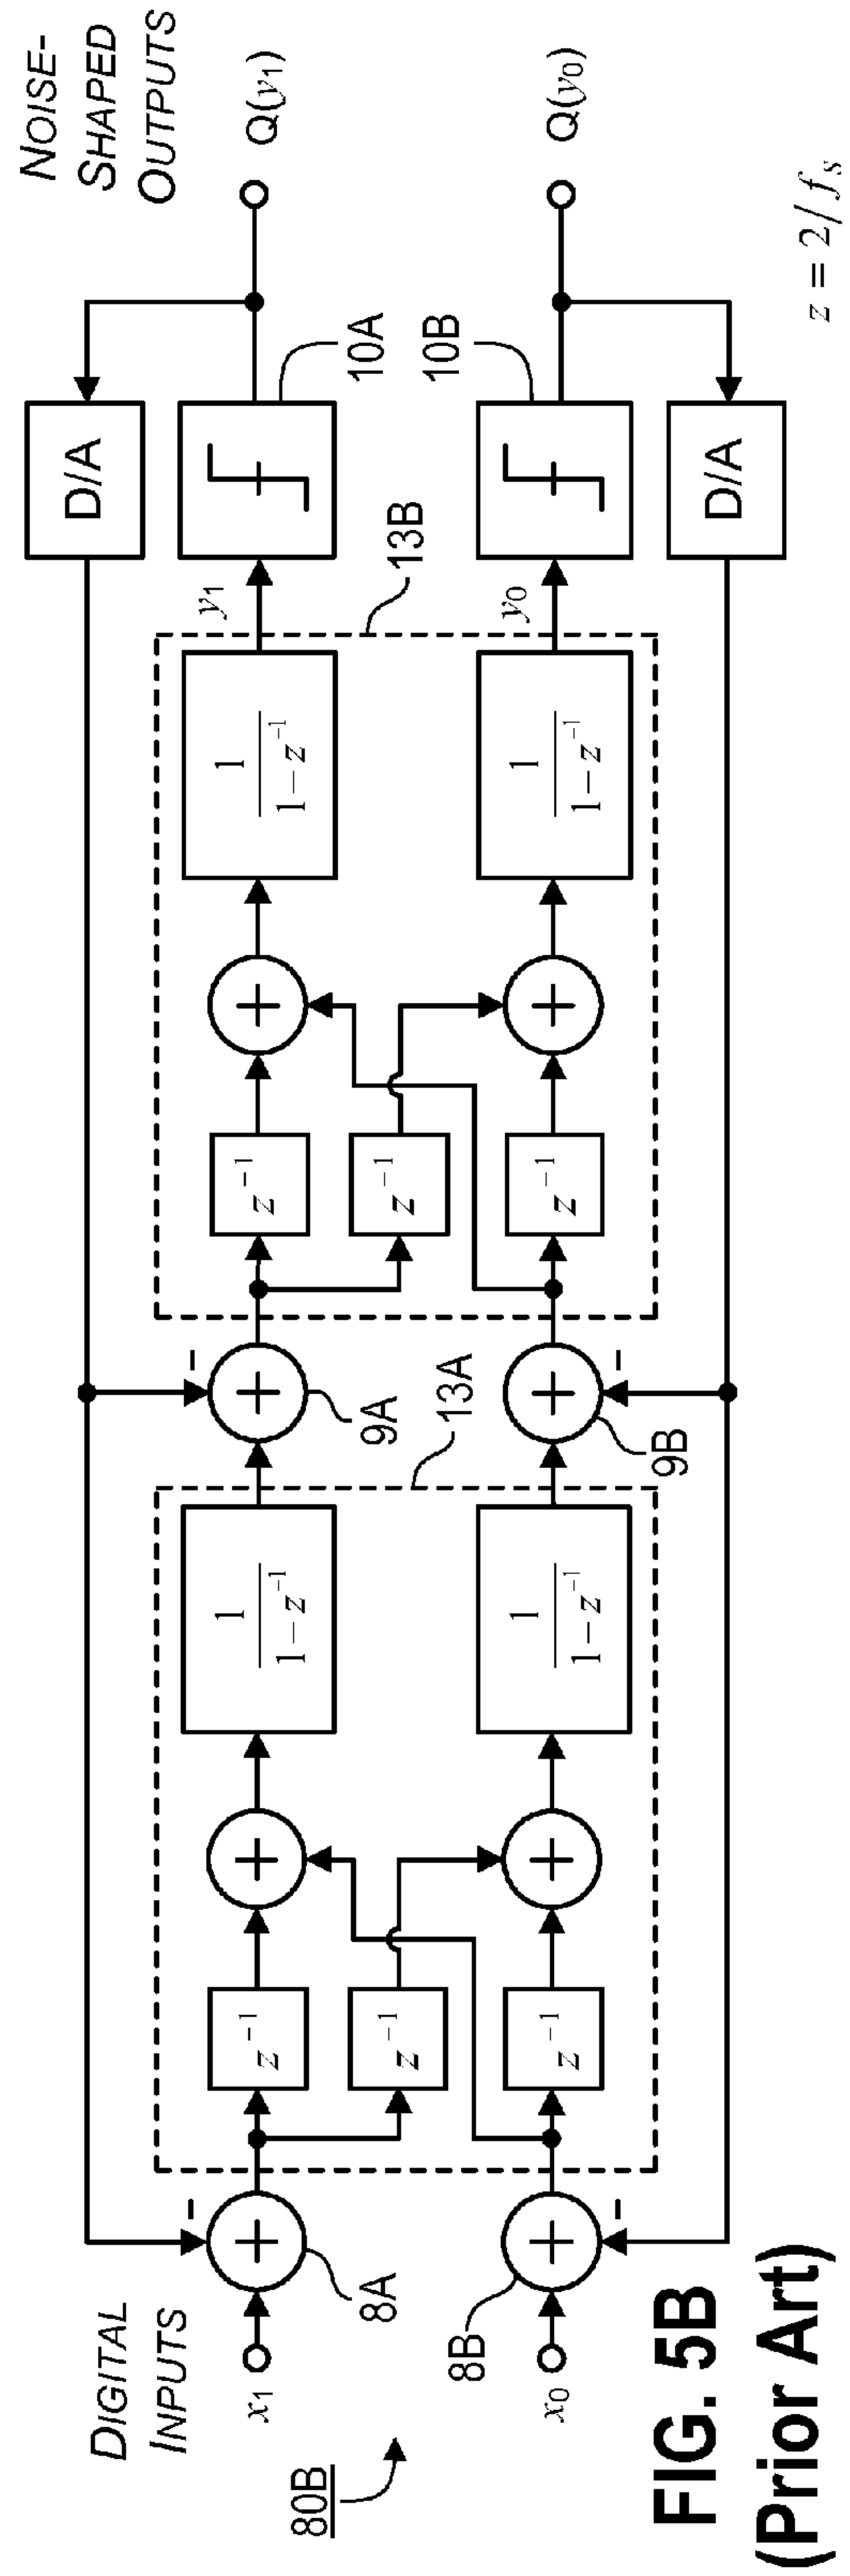 NOISE-
SHAPED
OUTPUTS
DIGITAL
INPUTS
80B
x1
8A
z⁻¹
z⁻¹
+
+
1
1 − z⁻¹
13A
9A
+
z⁻¹
z⁻¹
+
1
1 − z⁻¹
13B
y1
10A
D/A
Q(y1)
x0
8B
+
z⁻¹
+
1
1 − z⁻¹
9B
+
z⁻¹
+
1
1 − z⁻¹
y0
10B
D/A
Q(y0)
−
−
−
−
z = 2/fs
FIG. 5B
(Prior Art)